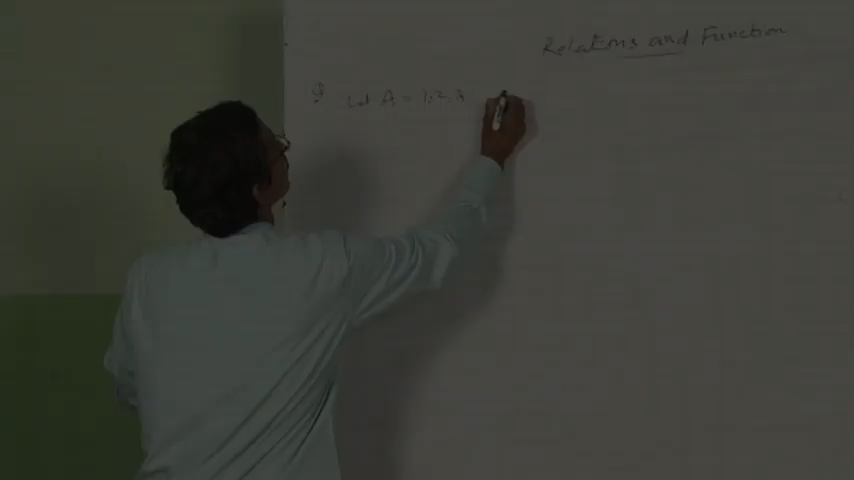 Relations and Function
Q Let A = 1, 2, 3